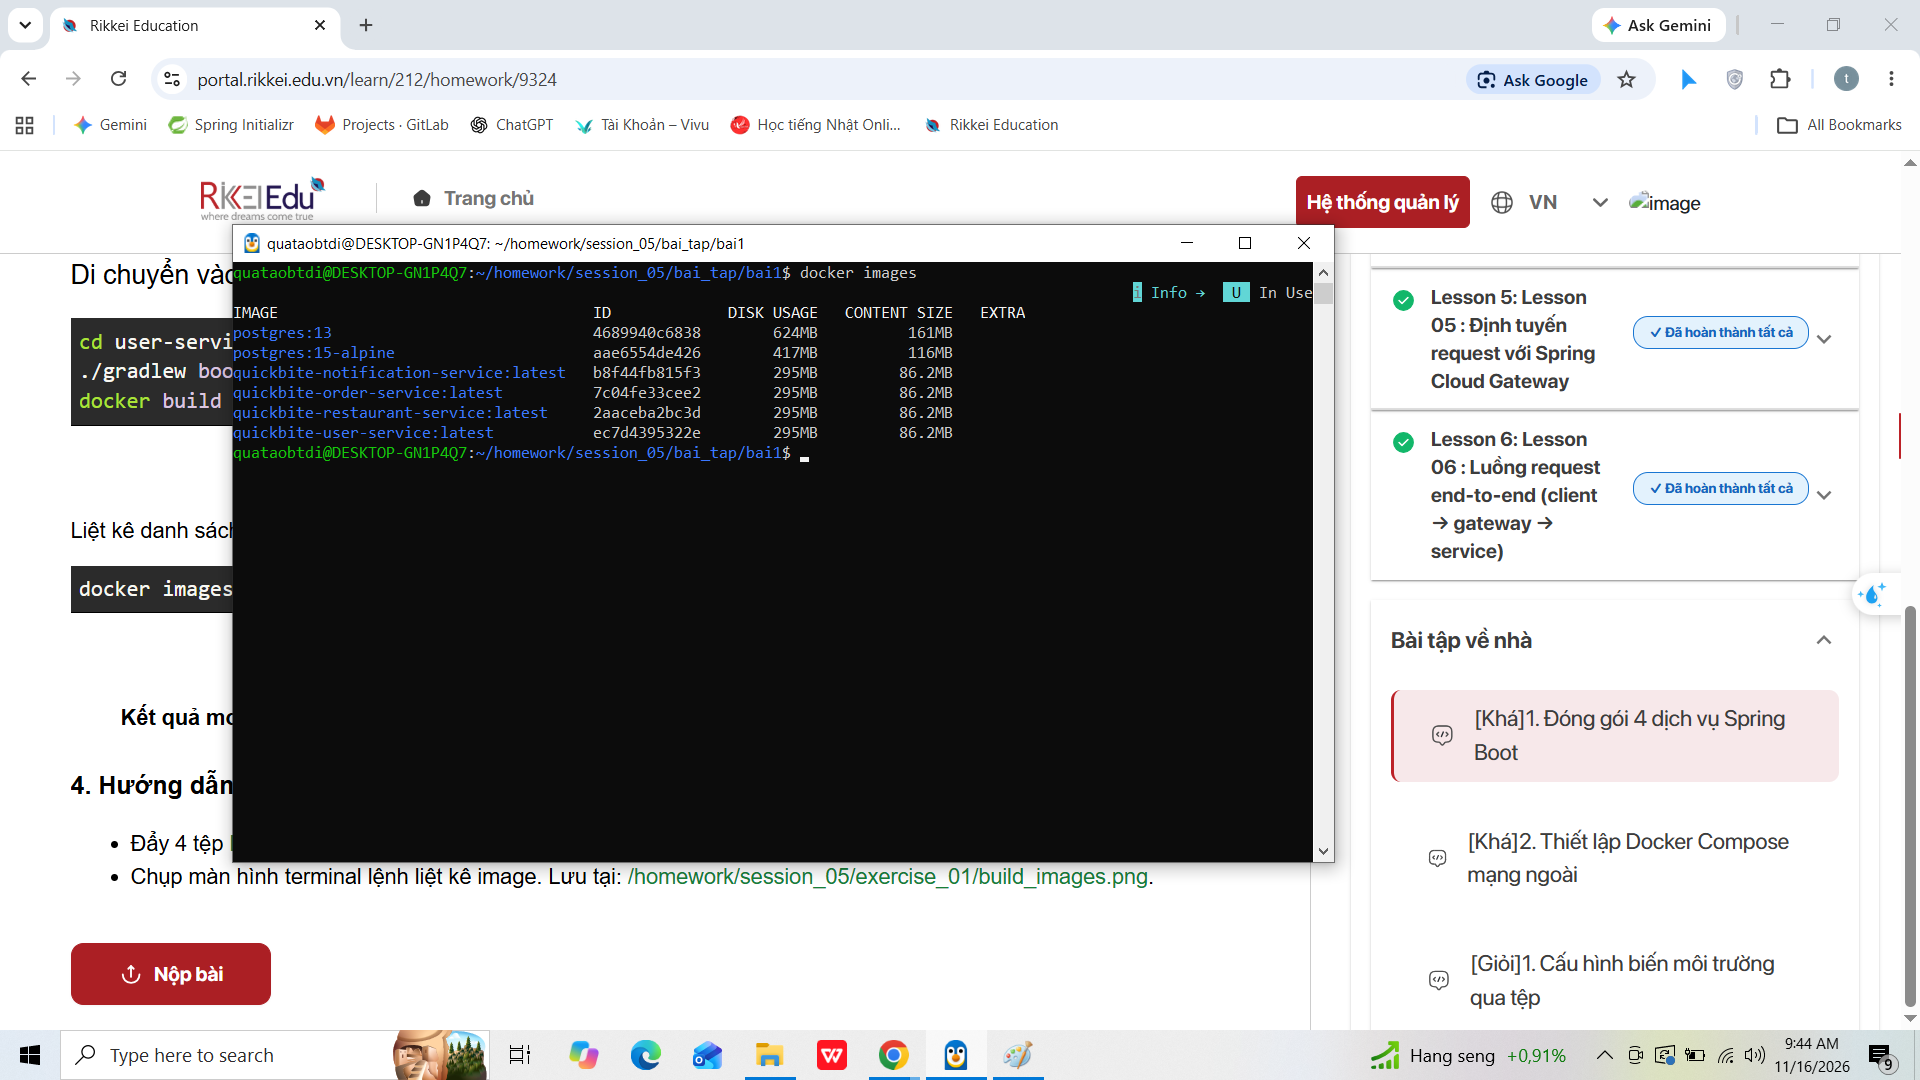 Rikkei Education
Ask Gemini
portal.rikkei.edu.vn/learn/212/homework/9324
Ask Google
t
Gemini
Spring Initializr
Projects · GitLab
ChatGPT
Tài Khoản – Vivu
Học tiếng Nhật Onli...
Rikkei Education
All Bookmarks
RIKKEI Edu
where dreams come true
Trang chủ
Hệ thống quản lý
VN
image
Di chuyển vào
cd user-servi
./gradlew boo
docker build
Liệt kê danh sách
docker images
Kết quả mo
4. Hướng dẫn
Đẩy 4 tệp
Chụp màn hình terminal lệnh liệt kê image. Lưu tại: /homework/session_05/exercise_01/build_images.png.
Nộp bài
quataobtdi@DESKTOP-GN1P4Q7: ~/homework/session_05/bai_tap/bai1
quataobtdi@DESKTOP-GN1P4Q7:~/homework/session_05/bai_tap/bai1$ docker images
i Info → U In Use
IMAGE ID DISK USAGE CONTENT SIZE EXTRA
postgres:13 4689940c6838 624MB 161MB
postgres:15-alpine aae6554de426 417MB 116MB
quickbite-notification-service:latest b8f44fb815f3 295MB 86.2MB
quickbite-order-service:latest 7c04fe33cee2 295MB 86.2MB
quickbite-restaurant-service:latest 2aaceba2bc3d 295MB 86.2MB
quickbite-user-service:latest ec7d4395322e 295MB 86.2MB
quataobtdi@DESKTOP-GN1P4Q7:~/homework/session_05/bai_tap/bai1$
Lesson 5: Lesson
05 : Định tuyến
request với Spring
Cloud Gateway
✓ Đã hoàn thành tất cả
Lesson 6: Lesson
06 : Luồng request
end-to-end (client
→ gateway →
service)
✓ Đã hoàn thành tất cả
Bài tập về nhà
[Khá]1. Đóng gói 4 dịch vụ Spring
Boot
[Khá]2. Thiết lập Docker Compose
mạng ngoài
[Giỏi]1. Cấu hình biến môi trường
qua tệp
Type here to search
Hang seng +0,91%
9:44 AM
11/16/2026
9